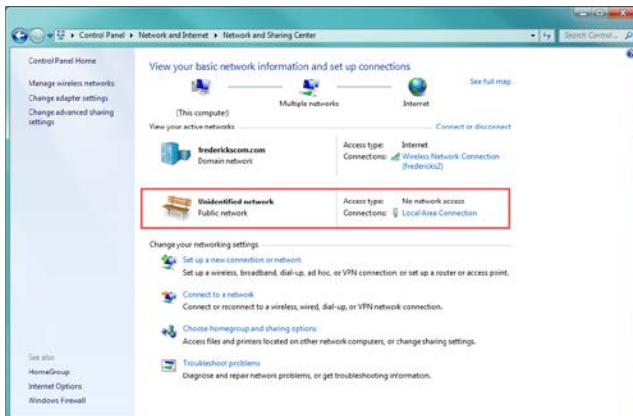 Control Panel ▸ Network and Internet ▸ Network and Sharing Center
Search Control ...
Control Panel Home
Manage wireless networks
Change adapter settings
Change advanced sharing
settings
View your basic network information and set up connections
See full map
(This computer)
Multiple networks
Internet
View your active networks
Connect or disconnect
frederickscom.com
Domain network
Access type: Internet
Connections: Wireless Network Connection
(fredericks2)
Unidentified network
Public network
Access type: No network access
Connections: Local Area Connection
Change your networking settings
Set up a new connection or network
Set up a wireless, broadband, dial-up, ad hoc, or VPN connection; or set up a router or access point.
Connect to a network
Connect or reconnect to a wireless, wired, dial-up, or VPN network connection.
Choose homegroup and sharing options
Access files and printers located on other network computers, or change sharing settings.
Troubleshoot problems
Diagnose and repair network problems, or get troubleshooting information.
See also
HomeGroup
Internet Options
Windows Firewall